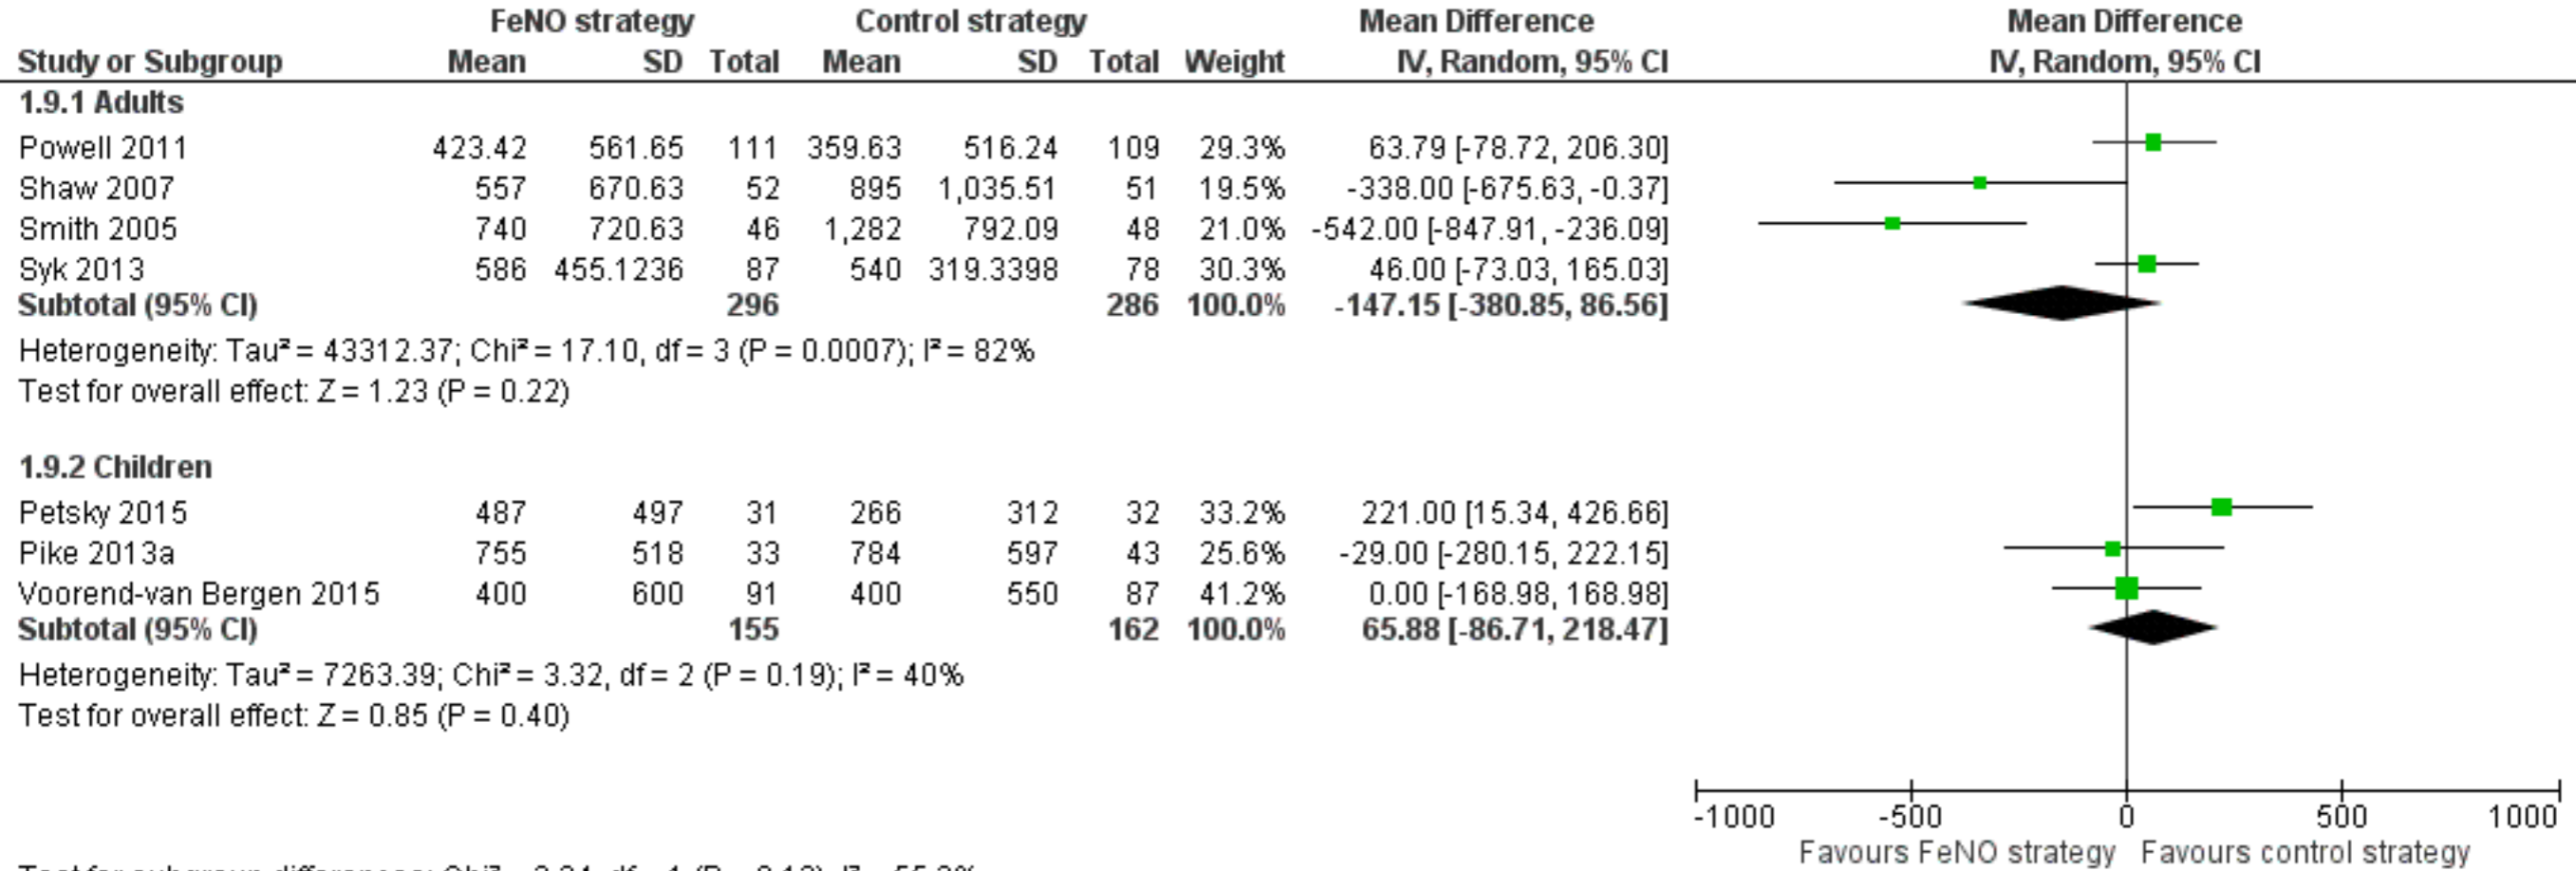 FeNO strategy Control strategy Mean Difference Mean Difference
Study or Subgroup Mean SD Total Mean SD Total Weight IV, Random, 95% CI IV, Random, 95% CI
1.9.1 Adults
Powell 2011 423.42 561.65 111 359.63 516.24 109 29.3% 63.79 [-78.72, 206.30]
Shaw 2007 557 670.63 52 895 1,035.51 51 19.5% -338.00 [-675.63, -0.37]
Smith 2005 740 720.63 46 1,282 792.09 48 21.0% -542.00 [-847.91, -236.09]
Syk 2013 586 455.1236 87 540 319.3398 78 30.3% 46.00 [-73.03, 165.03]
Subtotal (95% CI) 296 286 100.0% -147.15 [-380.85, 86.56]
Heterogeneity: Tau² = 43312.37; Chi² = 17.10, df = 3 (P = 0.0007); I² = 82%
Test for overall effect: Z = 1.23 (P = 0.22)
1.9.2 Children
Petsky 2015 487 497 31 266 312 32 33.2% 221.00 [15.34, 426.66]
Pike 2013a 755 518 33 784 597 43 25.6% -29.00 [-280.15, 222.15]
Voorend-van Bergen 2015 400 600 91 400 550 87 41.2% 0.00 [-168.98, 168.98]
Subtotal (95% CI) 155 162 100.0% 65.88 [-86.71, 218.47]
Heterogeneity: Tau² = 7263.39; Chi² = 3.32, df = 2 (P = 0.19); I² = 40%
Test for overall effect: Z = 0.85 (P = 0.40)
-1000 -500 0 500 1000
Favours FeNO strategy Favours control strategy
Test for subgroup differences: Chi² =